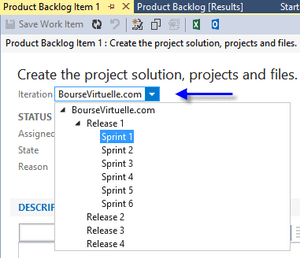 Product Backlog Item 1
Product Backlog [Results]
Start
Save Work Item
Product Backlog Item 1 : Create the project solution, projects and files.
Create the project solution, projects and files.
Iteration BourseVirtuelle.com
BourseVirtuelle.com
STATUS
Release 1
Assigned
Sprint 1
Sprint 2
State
Sprint 3
Reason
Sprint 4
Sprint 5
Sprint 6
DESCRI
Release 2
Release 3
Release 4